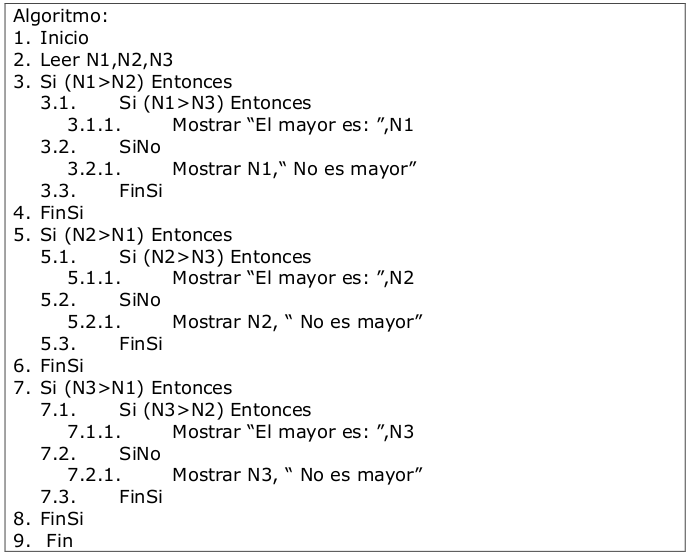 Algoritmo:
1. Inicio
2. Leer N1,N2,N3
3. Si (N1>N2) Entonces
3.1. Si (N1>N3) Entonces
3.1.1. Mostrar “El mayor es: ”,N1
3.2. SiNo
3.2.1. Mostrar N1,“ No es mayor”
3.3. FinSi
4. FinSi
5. Si (N2>N1) Entonces
5.1. Si (N2>N3) Entonces
5.1.1. Mostrar “El mayor es: ”,N2
5.2. SiNo
5.2.1. Mostrar N2, “ No es mayor”
5.3. FinSi
6. FinSi
7. Si (N3>N1) Entonces
7.1. Si (N3>N2) Entonces
7.1.1. Mostrar “El mayor es: ”,N3
7.2. SiNo
7.2.1. Mostrar N3, “ No es mayor”
7.3. FinSi
8. FinSi
9. Fin